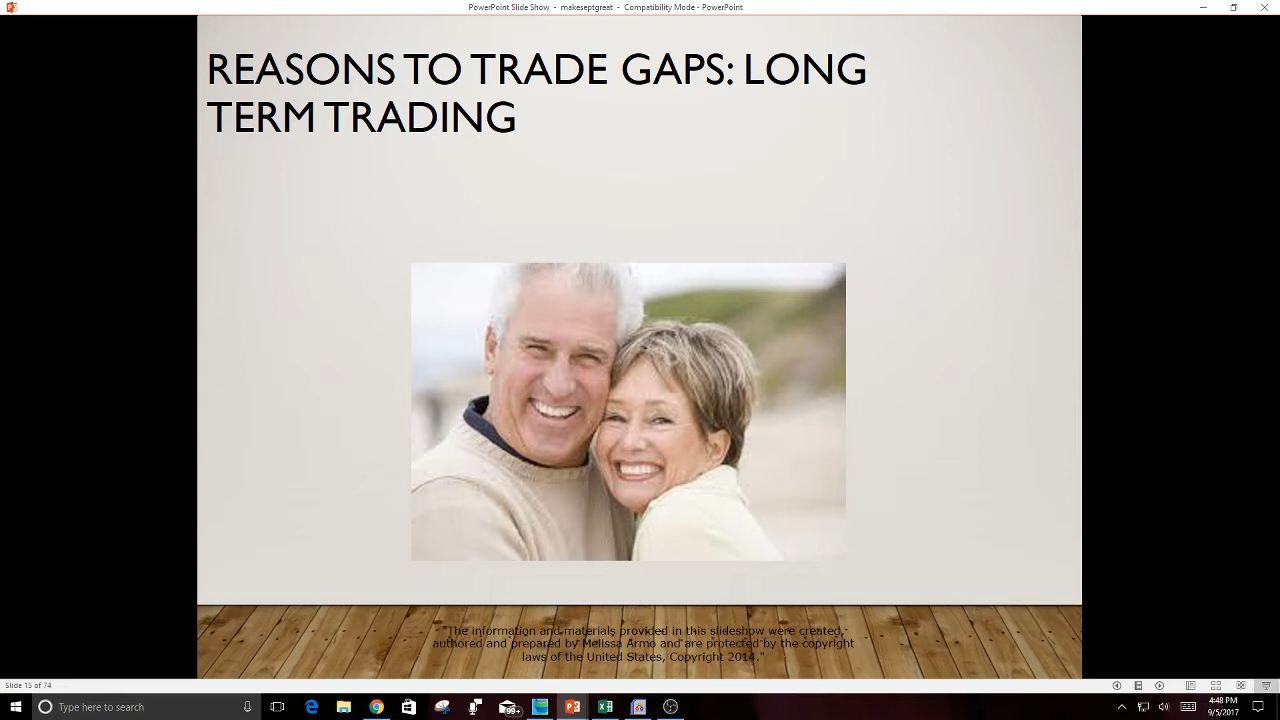 PowerPoint Slide Show - makeseptgreat - Compatibility Mode - PowerPoint
REASONS TO TRADE GAPS: LONG
TERM TRADING
"The information and materials provided in this slideshow were created,
authored and prepared by Melissa Armo and are protected by the copyright
laws of the United States, Copyright 2014."
Slide 15 of 74
Type here to search
99+
4:48 PM
9/5/2017